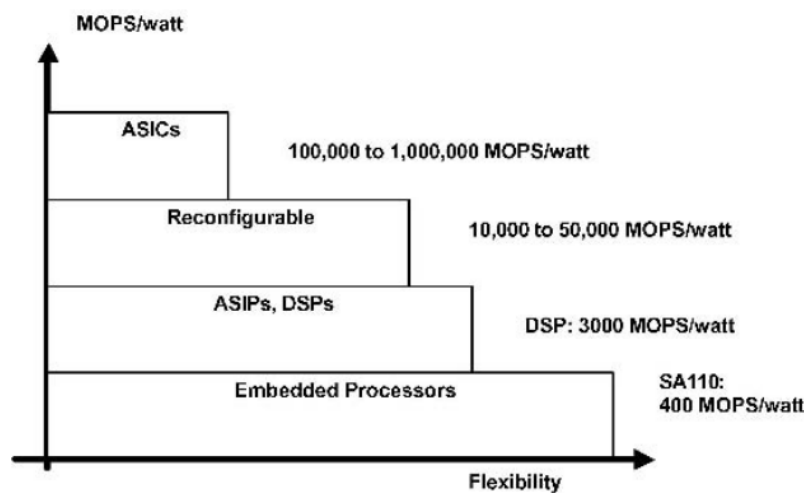 MOPS/watt
ASICs
100,000 to 1,000,000 MOPS/watt
Reconfigurable
10,000 to 50,000 MOPS/watt
ASIPs, DSPs
DSP: 3000 MOPS/watt
Embedded Processors
SA110:
400 MOPS/watt
Flexibility